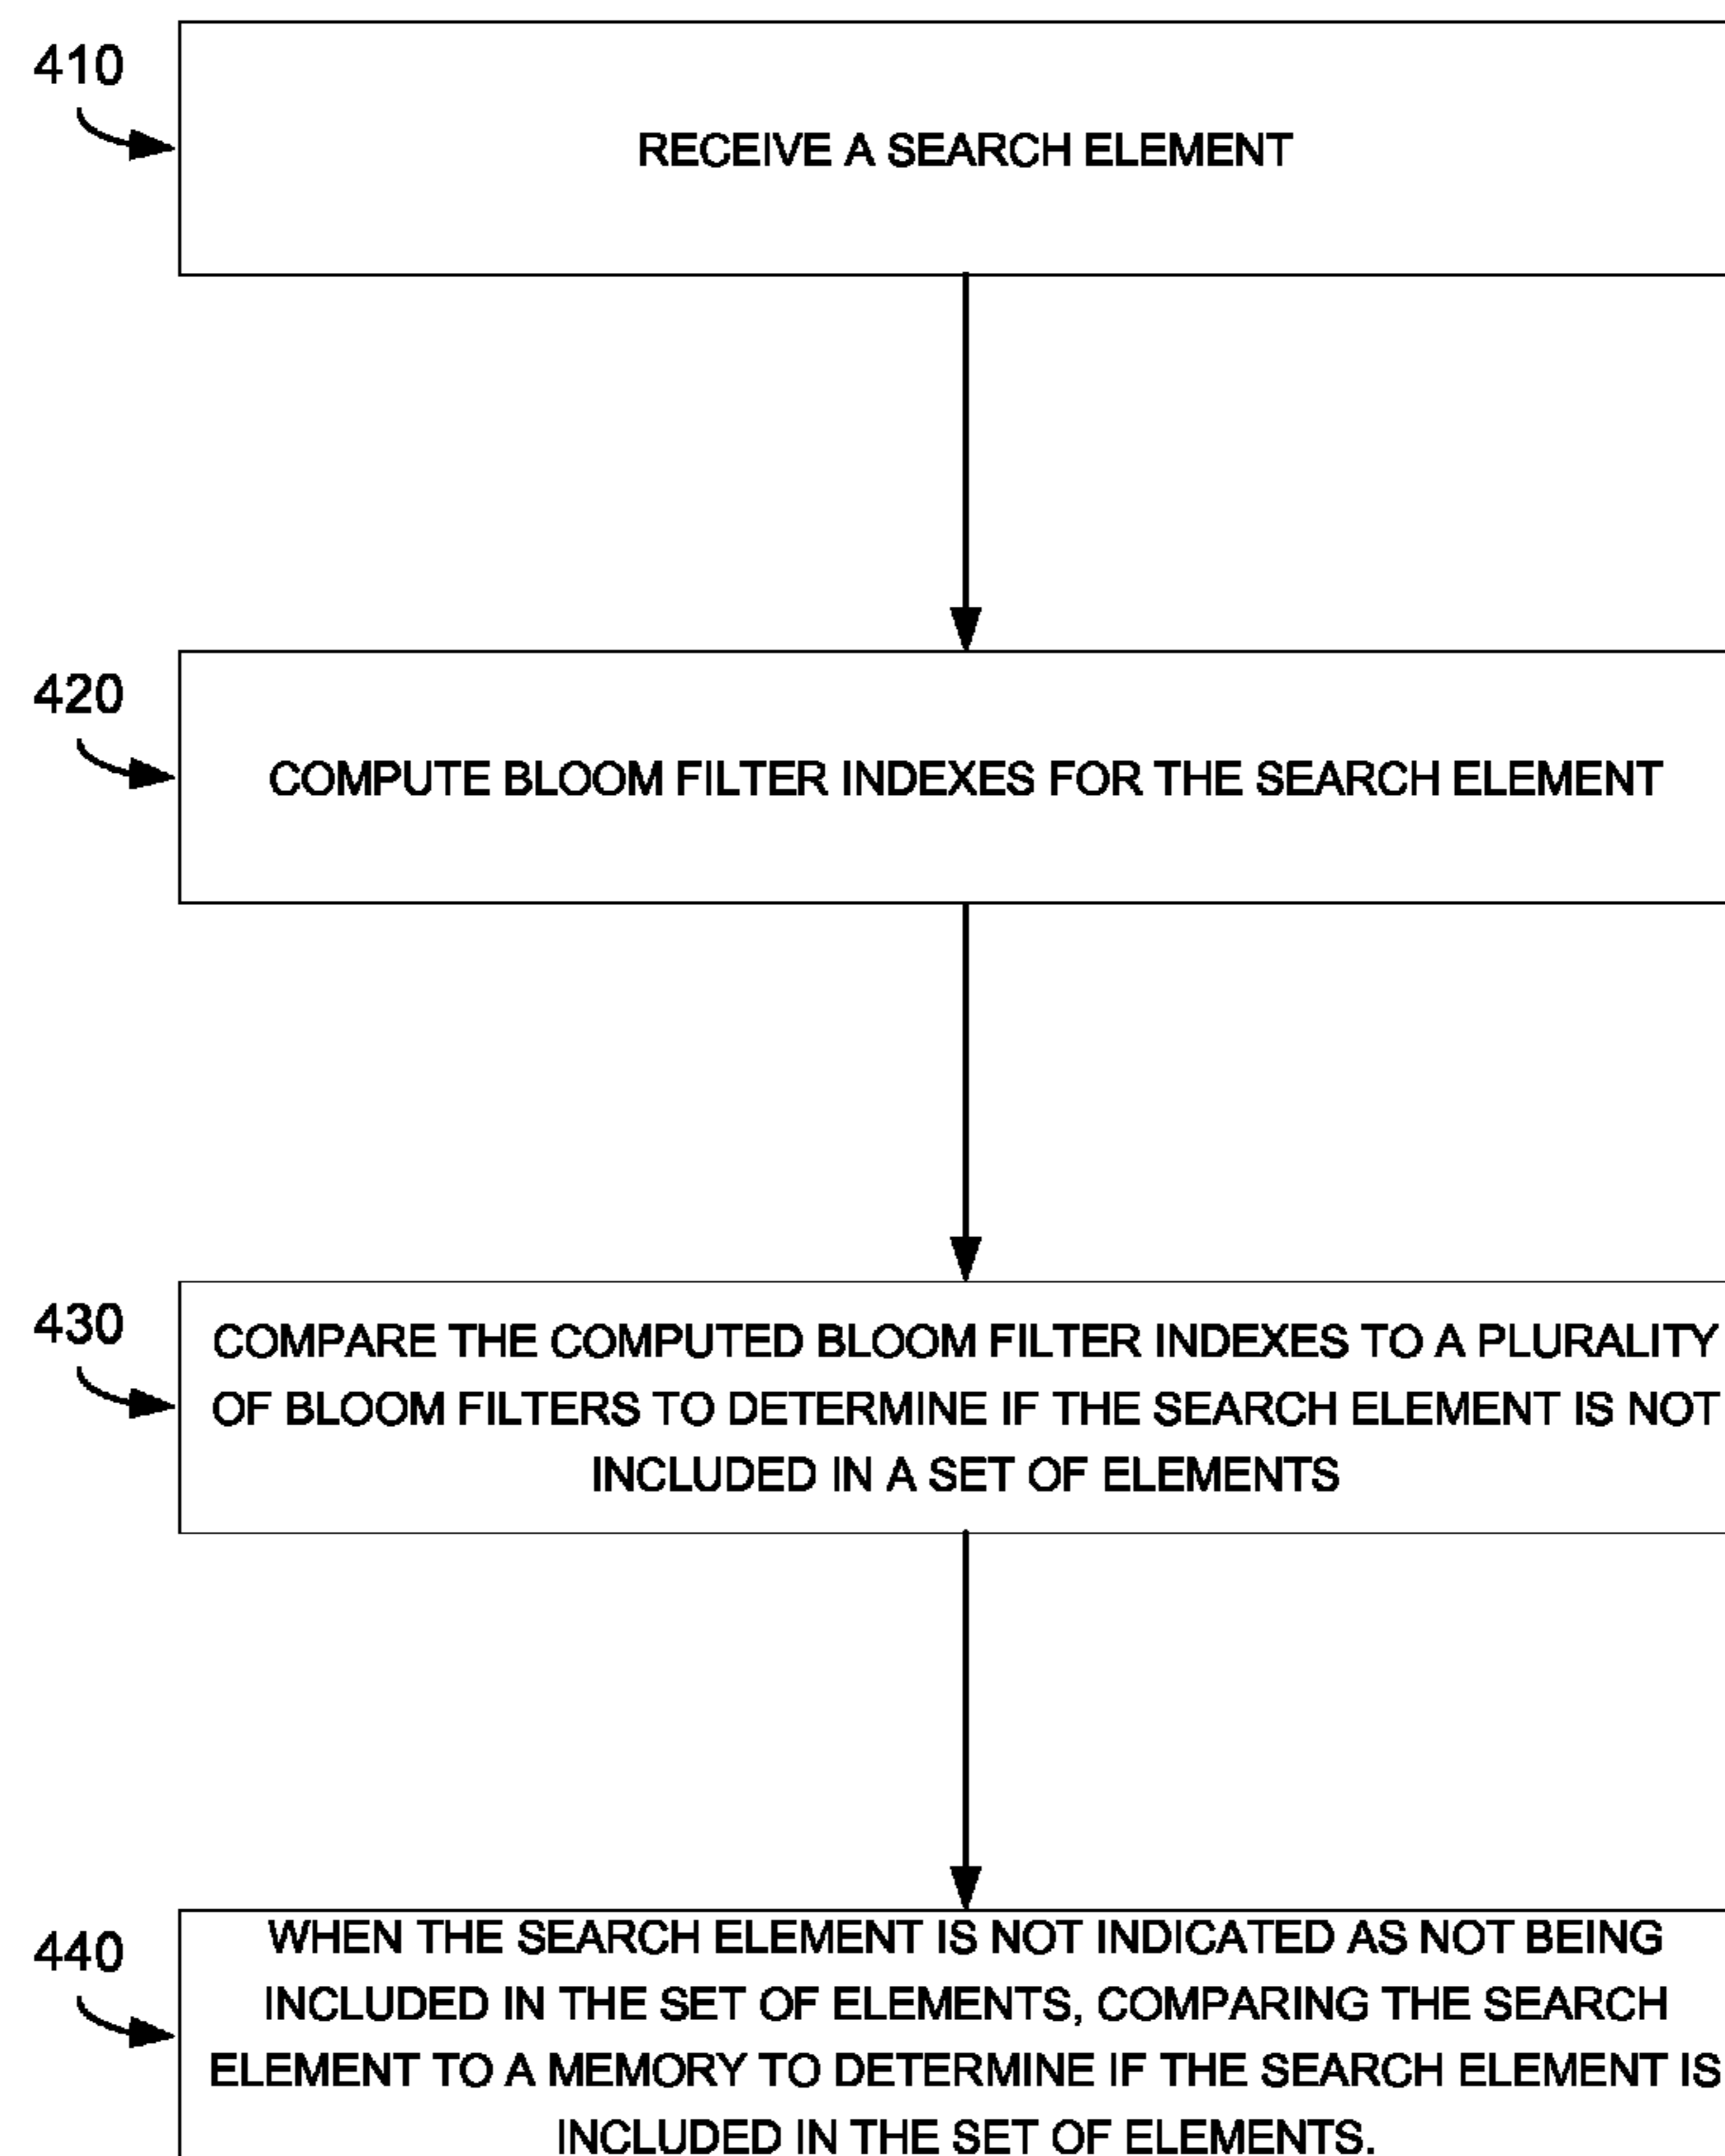 410
RECEIVE A SEARCH ELEMENT
420
COMPUTE BLOOM FILTER INDEXES FOR THE SEARCH ELEMENT
430
COMPARE THE COMPUTED BLOOM FILTER INDEXES TO A PLURALITY
OF BLOOM FILTERS TO DETERMINE IF THE SEARCH ELEMENT IS NOT
INCLUDED IN A SET OF ELEMENTS
440
WHEN THE SEARCH ELEMENT IS NOT INDICATED AS NOT BEING
INCLUDED IN THE SET OF ELEMENTS, COMPARING THE SEARCH
ELEMENT TO A MEMORY TO DETERMINE IF THE SEARCH ELEMENT IS
INCLUDED IN THE SET OF ELEMENTS.